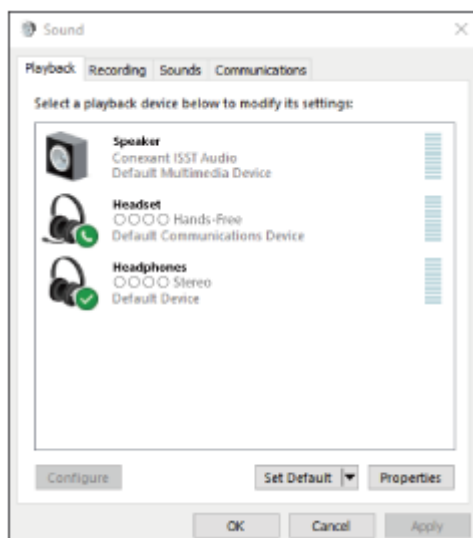 Sound
Playback Recording Sounds Communications
Select a playback device below to modify its settings:
Speaker
Conexant ISST Audio
Default Multimedia Device
Headset
○○○○ Hands-Free
Default Communications Device
Headphones
○○○○ Stereo
Default Device
Configure Set Default Properties
OK Cancel Apply